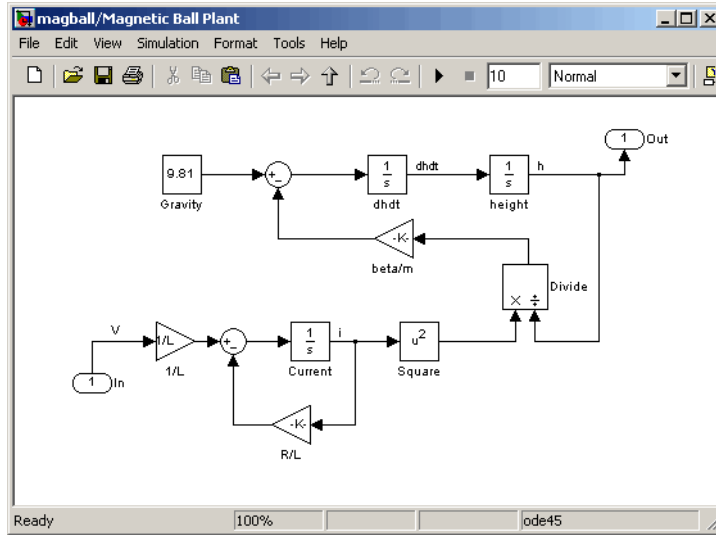 magball/Magnetic Ball Plant
File Edit View Simulation Format Tools Help
10 Normal
1 Out
9.81 + - 1 s dhdt 1 s h
Gravity dhdt height
-K-
beta/m
× ÷ Divide
V
1/L + - 1 s i u²
1 In 1/L Current Square
-K-
R/L
Ready 100% ode45